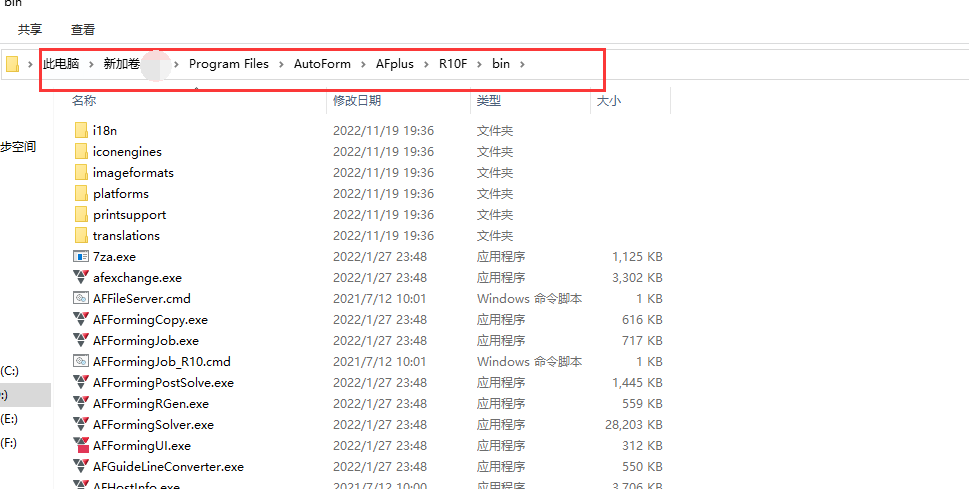 bin
共享 查看
此电脑 > 新加卷 > Program Files > AutoForm > AFplus > R10F > bin >
名称 修改日期 类型 大小
i18n 2022/11/19 19:36 文件夹
iconengines 2022/11/19 19:36 文件夹
步空间
imageformats 2022/11/19 19:36 文件夹
platforms 2022/11/19 19:36 文件夹
printsupport 2022/11/19 19:36 文件夹
translations 2022/11/19 19:36 文件夹
7za.exe 2022/1/27 23:48 应用程序 1,125 KB
afexchange.exe 2022/1/27 23:48 应用程序 3,302 KB
AFFileServer.cmd 2021/7/12 10:01 Windows 命令脚本 1 KB
AFFormingCopy.exe 2022/1/27 23:48 应用程序 616 KB
AFFormingJob.exe 2022/1/27 23:48 应用程序 717 KB
AFFormingJob_R10.cmd 2021/7/12 10:01 Windows 命令脚本 1 KB
(C:)
AFFormingPostSolve.exe 2022/1/27 23:48 应用程序 1,445 KB
:)
AFFormingRGen.exe 2022/1/27 23:48 应用程序 559 KB
(E:)
AFFormingSolver.exe 2022/1/27 23:48 应用程序 28,203 KB
(F:)
AFFormingUI.exe 2022/1/27 23:48 应用程序 312 KB
AFGuideLineConverter.exe 2022/1/27 23:48 应用程序 550 KB
AFHostInfo.exe 2021/7/12 10:00 应用程序 3,706 KB